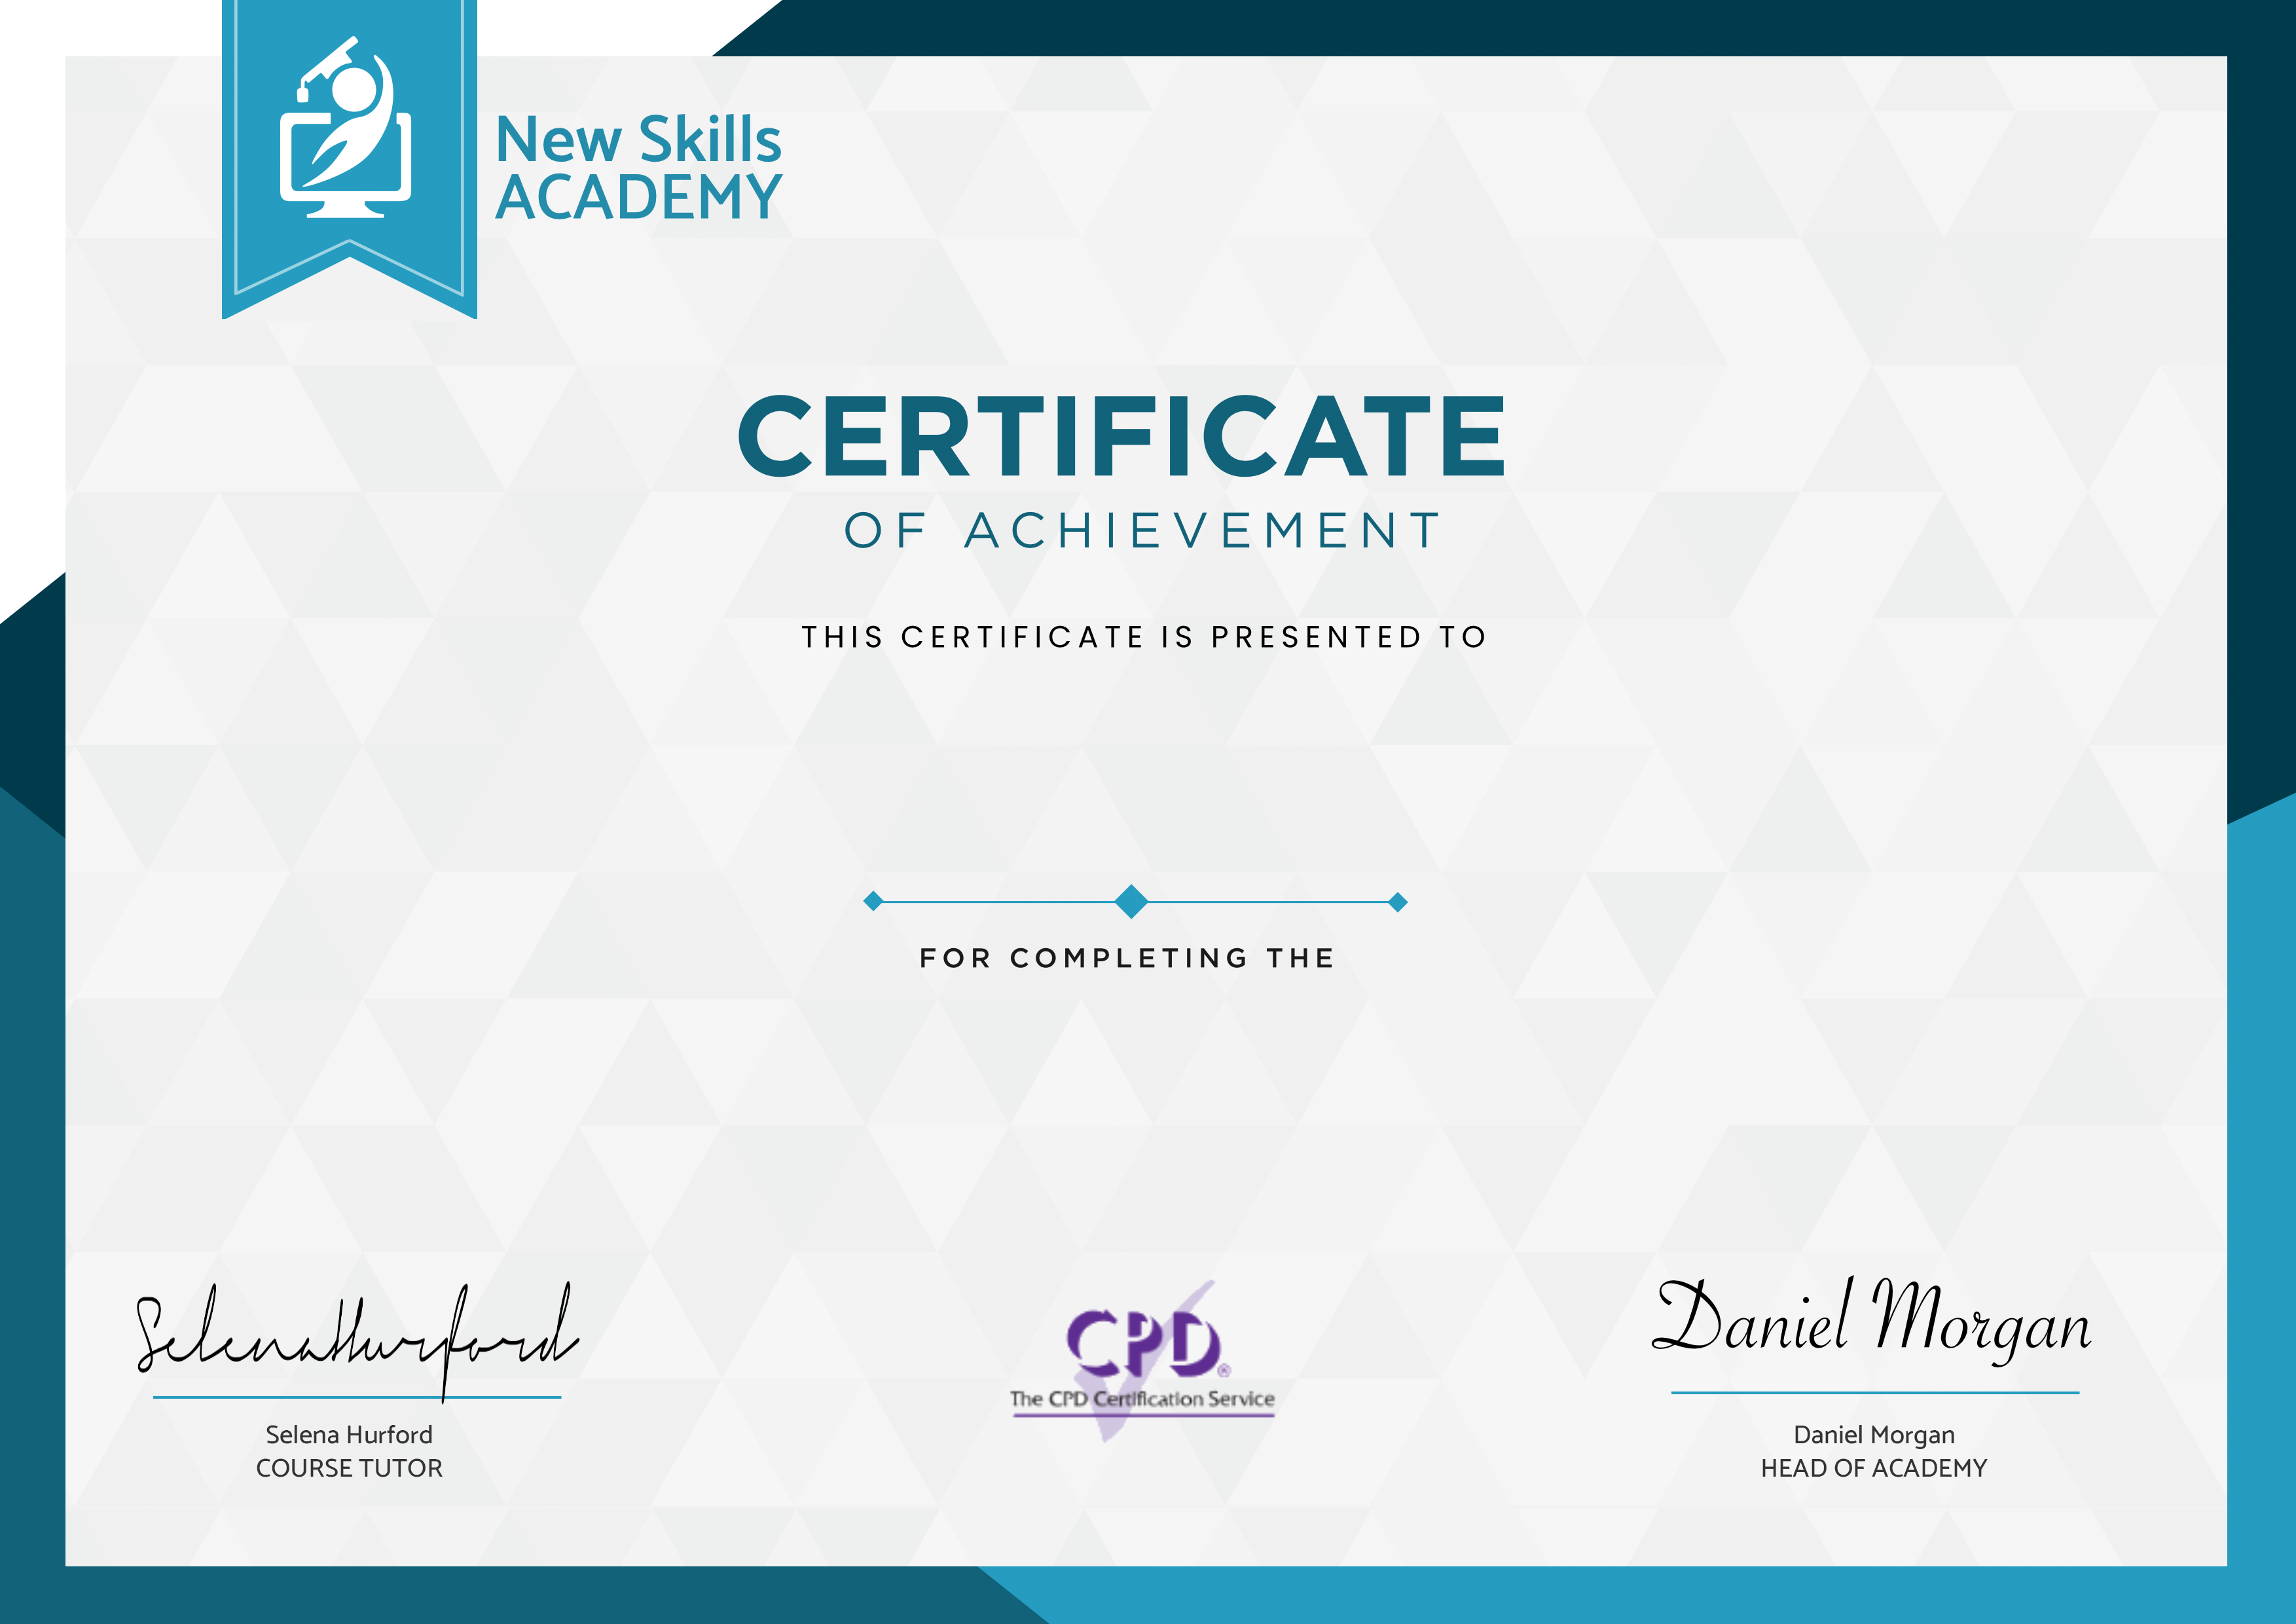 New Skills
ACADEMY
CERTIFICATE
OF ACHIEVEMENT
THIS CERTIFICATE IS PRESENTED TO
FOR COMPLETING THE
Selena Hurford
Daniel Morgan
CPD®
The CPD Certification Service
Selena Hurford
COURSE TUTOR
Daniel Morgan
HEAD OF ACADEMY